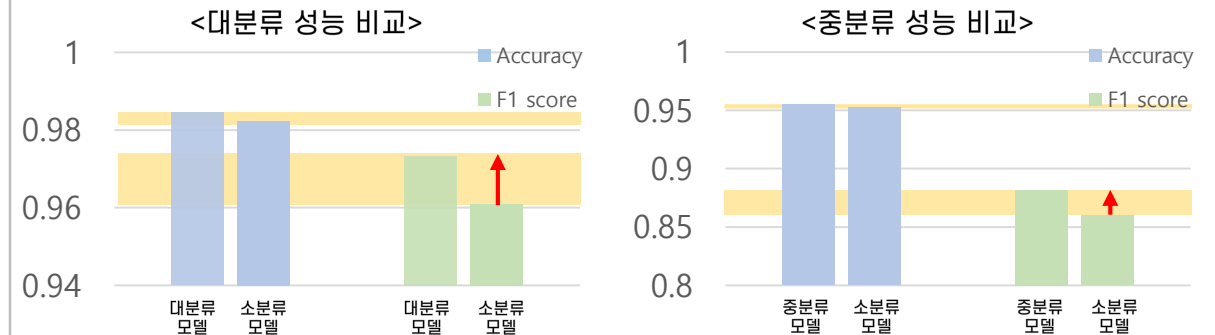 <대분류 성능 비교>
1
0.98
0.96
0.94
Accuracy
F1 score
대분류 소분류 대분류 소분류
모델 모델 모델 모델
<중분류 성능 비교>
1
0.95
0.9
0.85
0.8
Accuracy
F1 score
중분류 소분류 중분류 소분류
모델 모델 모델 모델